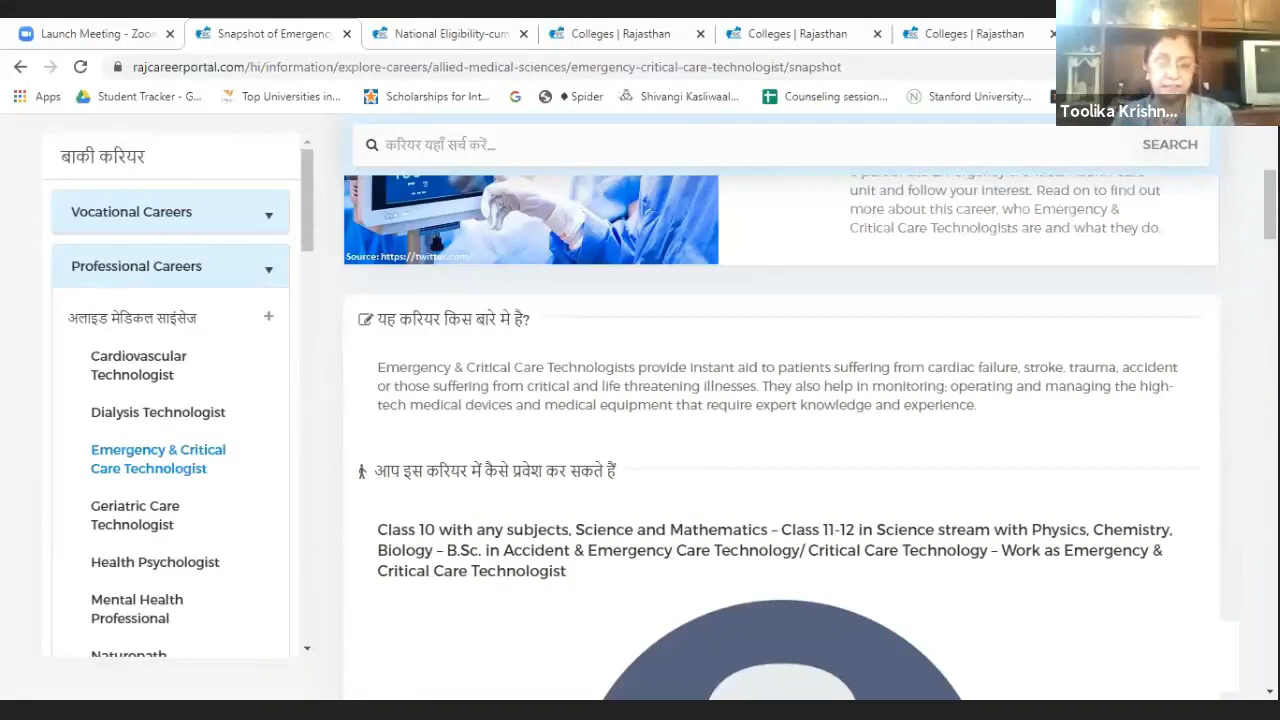 Launch Meeting - Zoo
Snapshot of Emergenc
National Eligibility-cum
Colleges | Rajasthan
Colleges | Rajasthan
Colleges | Rajasthan
rajcareerportal.com/hi/information/explore-careers/allied-medical-sciences/emergency-critical-care-technologist/snapshot
Apps
Student Tracker - G...
Top Universities in...
Scholarships for Int...
Spider
Shivangi Kasliwaal...
Counseling session...
Stanford University...
Toolika Krishn...
बाकी करियर
Vocational Careers
Professional Careers
अलाइड मेडिकल साइंसेज +
Cardiovascular
Technologist
Dialysis Technologist
Emergency & Critical
Care Technologist
Geriatric Care
Technologist
Health Psychologist
Mental Health
Professional
Naturopath
करियर यहाँ सर्च करें...
SEARCH
Source: https://twitter.com/
unit and follow your interest. Read on to find out
more about this career, who Emergency &
Critical Care Technologists are and what they do.
यह करियर किस बारे मे है?
Emergency & Critical Care Technologists provide instant aid to patients suffering from cardiac failure, stroke, trauma, accident
or those suffering from critical and life threatening illnesses. They also help in monitoring; operating and managing the high-
tech medical devices and medical equipment that require expert knowledge and experience.
आप इस करियर में कैसे प्रवेश कर सकते हैं
Class 10 with any subjects, Science and Mathematics – Class 11-12 in Science stream with Physics, Chemistry,
Biology – B.Sc. in Accident & Emergency Care Technology/ Critical Care Technology – Work as Emergency &
Critical Care Technologist